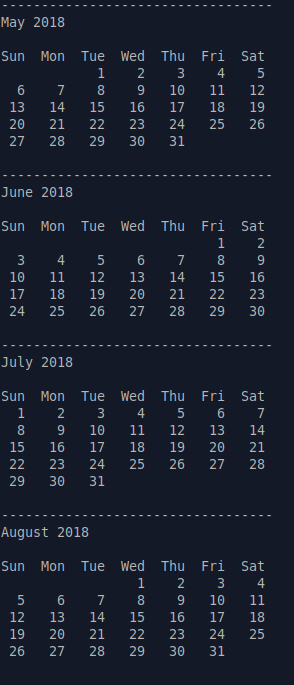 ----------------------------------
May 2018
Sun  Mon  Tue  Wed  Thu  Fri  Sat
            1    2    3    4    5
  6    7    8    9   10   11   12
 13   14   15   16   17   18   19
 20   21   22   23   24   25   26
 27   28   29   30   31
----------------------------------
June 2018
Sun  Mon  Tue  Wed  Thu  Fri  Sat
                           1    2
  3    4    5    6    7    8    9
 10   11   12   13   14   15   16
 17   18   19   20   21   22   23
 24   25   26   27   28   29   30
----------------------------------
July 2018
Sun  Mon  Tue  Wed  Thu  Fri  Sat
  1    2    3    4    5    6    7
  8    9   10   11   12   13   14
 15   16   17   18   19   20   21
 22   23   24   25   26   27   28
 29   30   31
----------------------------------
August 2018
Sun  Mon  Tue  Wed  Thu  Fri  Sat
                 1    2    3    4
  5    6    7    8    9   10   11
 12   13   14   15   16   17   18
 19   20   21   22   23   24   25
 26   27   28   29   30   31